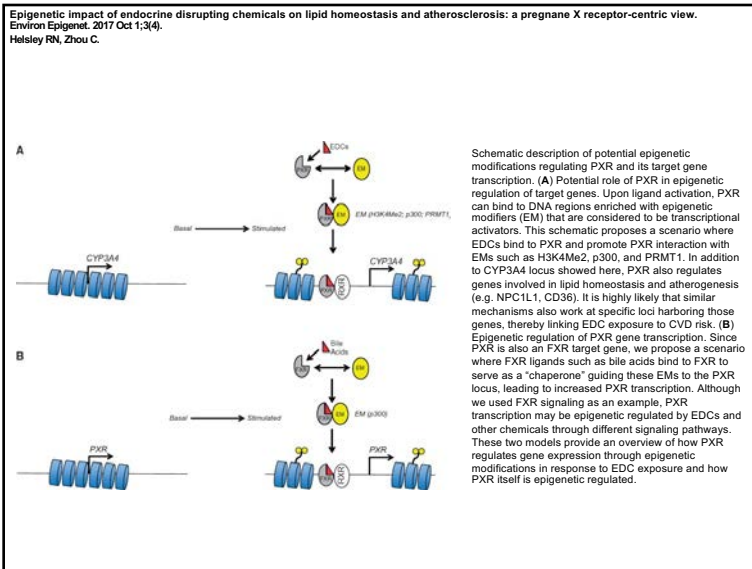 Epigenetic impact of endocrine disrupting chemicals on lipid homeostasis and atherosclerosis: a pregnane X receptor-centric view.
Environ Epigenet. 2017 Oct 1;3(4).
Helsley RN, Zhou C.
A
EDCs
PXR
EM
PXR
EM
EM (H3K4Me2; p300; PRMT1,
Basal
Stimulated
CYP3A4
CYP3A4
PXR
RXR
B
Bile
Acids
FXR
EM
FXR
EM
EM (p300)
Basal
Stimulated
PXR
PXR
FXR
RXR
Schematic description of potential epigenetic
modifications regulating PXR and its target gene
transcription. (A) Potential role of PXR in epigenetic
regulation of target genes. Upon ligand activation, PXR
can bind to DNA regions enriched with epigenetic
modifiers (EM) that are considered to be transcriptional
activators. This schematic proposes a scenario where
EDCs bind to PXR and promote PXR interaction with
EMs such as H3K4Me2, p300, and PRMT1. In addition
to CYP3A4 locus showed here, PXR also regulates
genes involved in lipid homeostasis and atherogenesis
(e.g. NPC1L1, CD36). It is highly likely that similar
mechanisms also work at specific loci harboring those
genes, thereby linking EDC exposure to CVD risk. (B)
Epigenetic regulation of PXR gene transcription. Since
PXR is also an FXR target gene, we propose a scenario
where FXR ligands such as bile acids bind to FXR to
serve as a “chaperone” guiding these EMs to the PXR
locus, leading to increased PXR transcription. Although
we used FXR signaling as an example, PXR
transcription may be epigenetic regulated by EDCs and
other chemicals through different signaling pathways.
These two models provide an overview of how PXR
regulates gene expression through epigenetic
modifications in response to EDC exposure and how
PXR itself is epigenetic regulated.